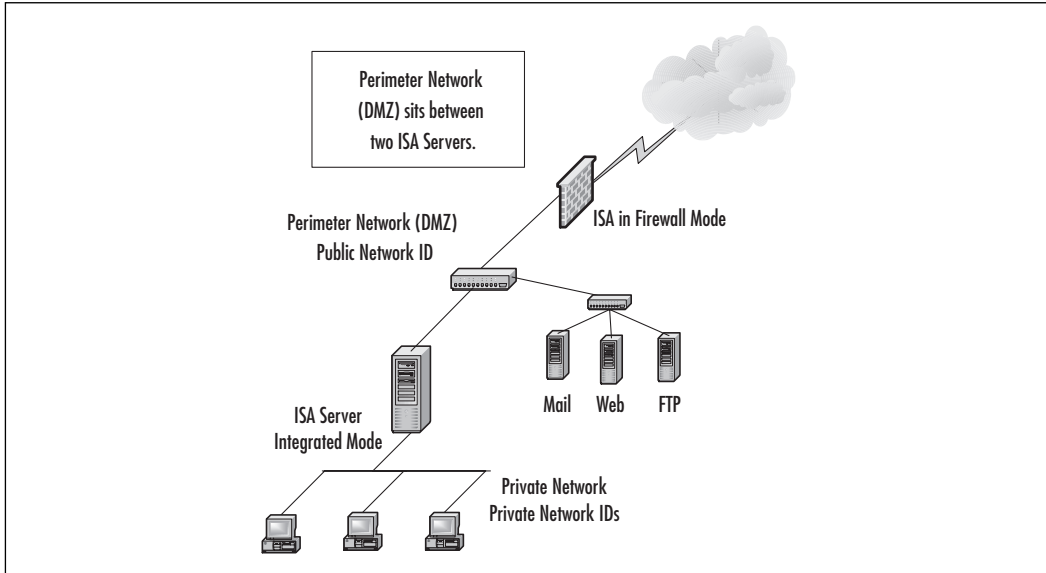 Perimeter Network
(DMZ) sits between
two ISA Servers.
ISA in Firewall Mode
Perimeter Network (DMZ)
Public Network ID
Mail Web FTP
ISA Server
Integrated Mode
Private Network
Private Network IDs